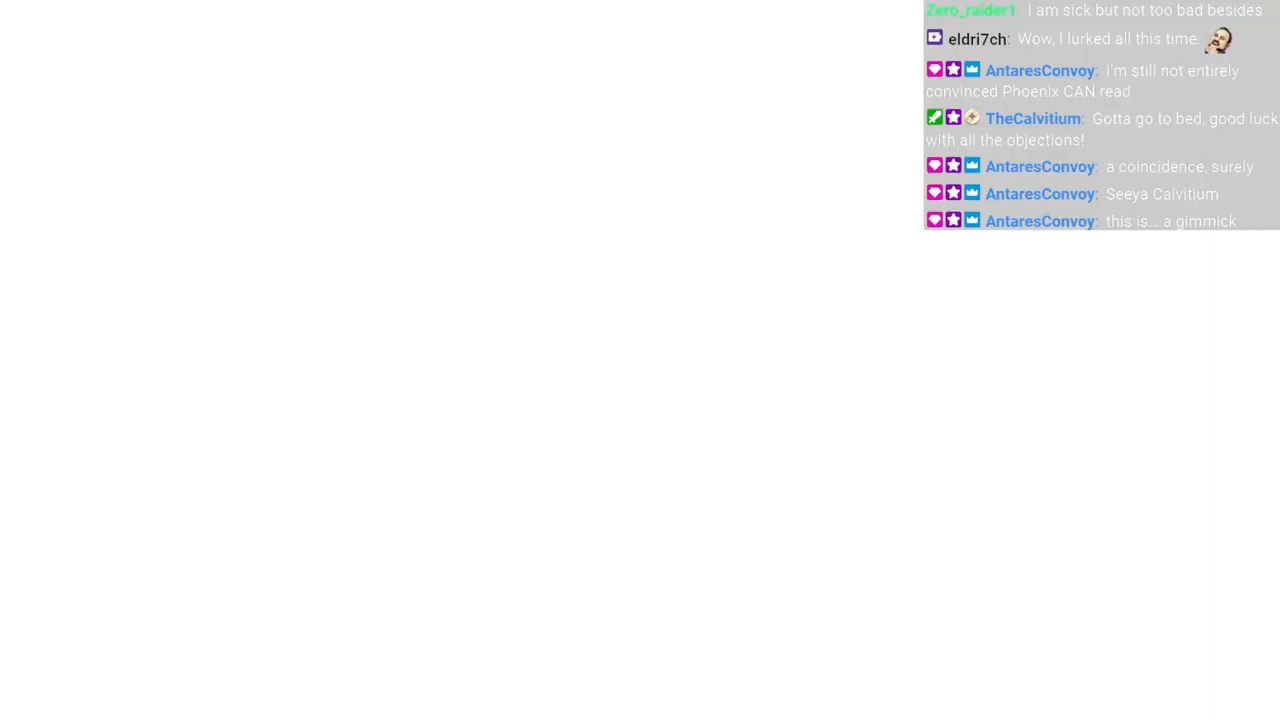 Zero_raider1: I am sick but not too bad besides
eldri7ch: Wow, I lurked all this time.
AntaresConvoy: I'm still not entirely
convinced Phoenix CAN read
TheCalvitium: Gotta go to bed, good luck
with all the objections!
AntaresConvoy: a coincidence, surely
AntaresConvoy: Seeya Calvitium
AntaresConvoy: this is... a gimmick